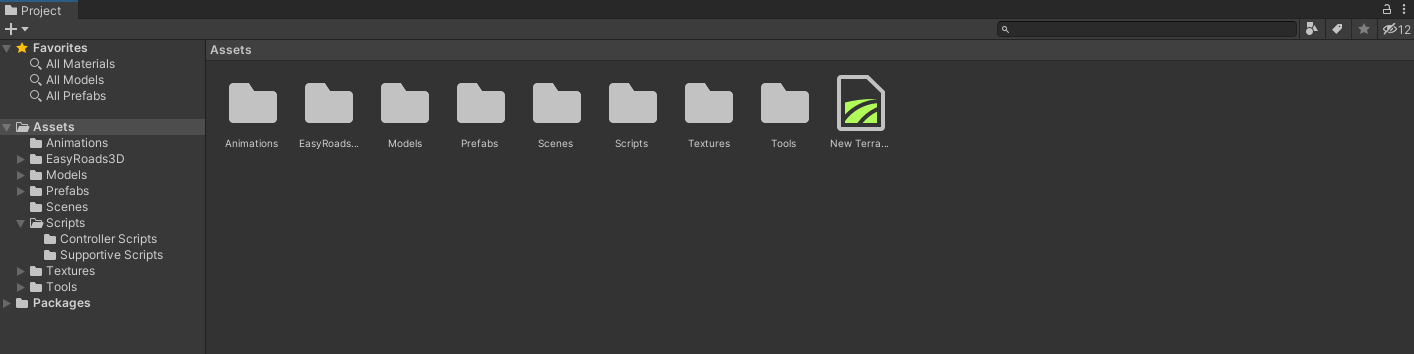 Project
12
Favorites
All Materials
All Models
All Prefabs
Assets
Animations
EasyRoads3D
Models
Prefabs
Scenes
Scripts
Controller Scripts
Supportive Scripts
Textures
Tools
Packages
Assets
Animations
EasyRoads...
Models
Prefabs
Scenes
Scripts
Textures
Tools
New Terra...